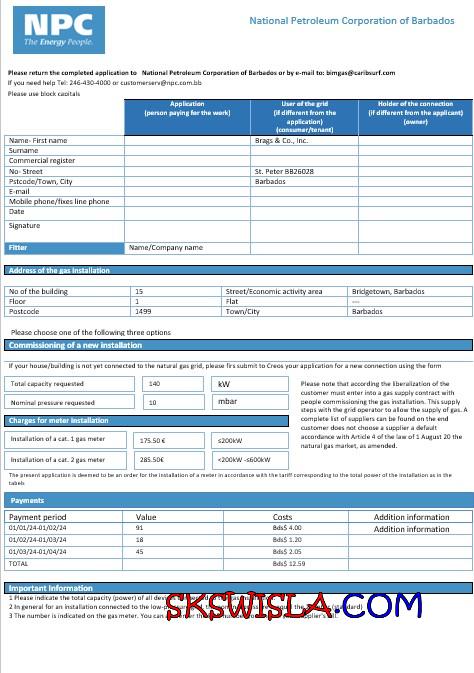 NPC
The Energy People.
National Petroleum Corporation of Barbados
Please return the completed application to National Petroleum Corporation of Barbados or by e-mail to: bimgas@caribsurf.com
If you need help Tel: 246-430-4000 or customerserv@npc.com.bb
Please use block capitals
Application (person paying for the work)
User of the grid (if different from the application) (consumer/tenant)
Holder of the connection (if different from the applicant) (owner)
Name- First name Brags & Co., Inc.
Surname
Commercial register
No- Street St. Peter BB26028
Pstcode/Town, City Barbados
E-mail
Mobile phone/fixes line phone
Date
Signature
Fitter Name/Company name
Address of the gas installation
No of the building 15 Street/Economic activity area Bridgetown, Barbados
Floor 1 Flat ---
Postcode 1499 Town/City Barbados
Please choose one of the following three options
Commissioning of a new installation
If your house/building is not yet connected to the natural gas grid, please firs submit to Creos your application for a new connection using the form
Total capacity requested 140 kW
Nominal pressure requested 10 mbar
Charges for meter installation
Installation of a cat. 1 gas meter 175.50 € ≤200kW
Installation of a cat. 2 gas meter 285.50€ <200kW -≤600kW
Please note that according the liberalization of the
customer must enter into a gas supply contract with
people commissioning the gas installation. This supply
steps with the grid operator to allow the supply of gas. A
complete list of suppliers can be found on the end
customer does not choose a supplier a default
accordance with Article 4 of the law of 1 August 20 the
natural gas market, as amended.
The present application is deemed to be an order for the installation of a meter in accordance with the tariff corresponding to the total power of the installation as in the
tabels
Payments
Payment period Value Costs Addition information
01/01/24-01/02/24 91 Bds$ 4.00 Addition information
01/02/24-01/03/24 18 Bds$ 1.20
01/03/24-01/04/24 45 Bds$ 2.05
TOTAL Bds$ 12.59
Important Information
1 Please indicate the total capacity (power) of all
2 In general for an installation connected to the low- (standard)
3 The number is indicated on the gas meter. You can
SKSWISLA.COM